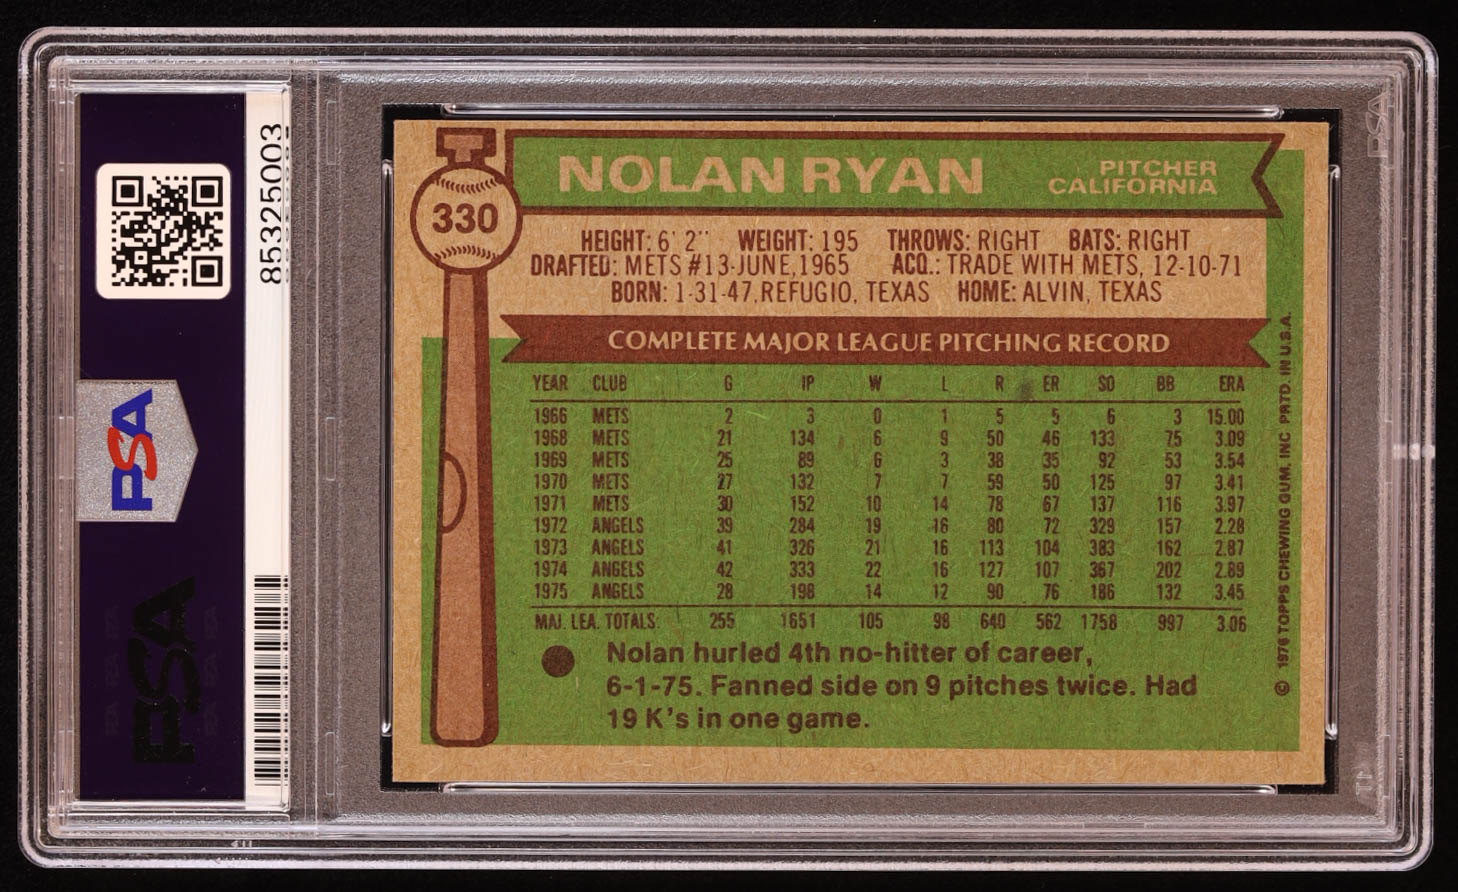 85325003
PSA
PSA
330
NOLAN RYAN
PITCHER
CALIFORNIA
HEIGHT: 6' 2" WEIGHT: 195 THROWS: RIGHT BATS: RIGHT
DRAFTED: METS #13-JUNE, 1965 ACQ.: TRADE WITH METS, 12-10-71
BORN: 1-31-47, REFUGIO, TEXAS HOME: ALVIN, TEXAS
COMPLETE MAJOR LEAGUE PITCHING RECORD
YEAR CLUB G IP W L R ER SO BB ERA
1966 METS 2 3 0 1 5 5 6 3 15.00
1968 METS 21 134 6 9 50 46 133 75 3.09
1969 METS 25 89 6 3 38 35 92 53 3.54
1970 METS 27 132 7 7 59 50 125 97 3.41
1971 METS 30 152 10 14 78 67 137 116 3.97
1972 ANGELS 39 284 19 16 80 72 329 157 2.28
1973 ANGELS 41 326 21 16 113 104 383 162 2.87
1974 ANGELS 42 333 22 16 127 107 367 202 2.89
1975 ANGELS 28 198 14 12 90 76 186 132 3.45
MAJ. LEA. TOTALS: 255 1651 105 98 640 562 1758 997 3.06
Nolan hurled 4th no-hitter of career,
6-1-75. Fanned side on 9 pitches twice. Had
19 K's in one game.
© 1976 TOPPS CHEWING GUM, INC PRTD. IN U.S.A.
PSA